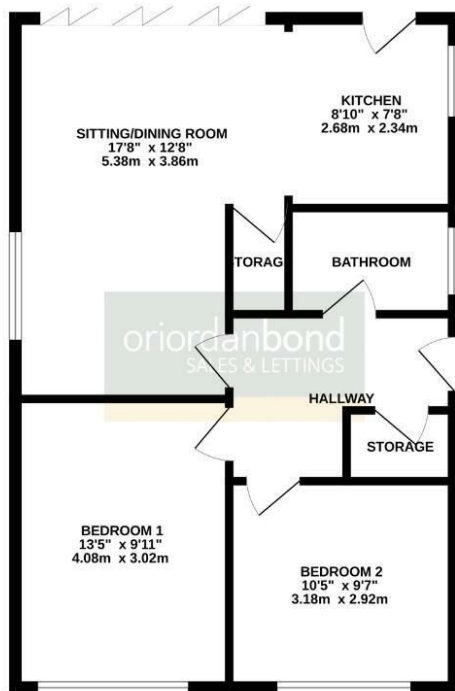 KITCHEN
8'10" x 7'8"
2.68m x 2.34m
SITTING/DINING ROOM
17'8" x 12'8"
5.38m x 3.86m
TORAG
BATHROOM
oriordanbond
SALES & LETTINGS
HALLWAY
STORAGE
BEDROOM 1
13'5" x 9'11"
4.08m x 3.02m
BEDROOM 2
10'5" x 9'7"
3.18m x 2.92m